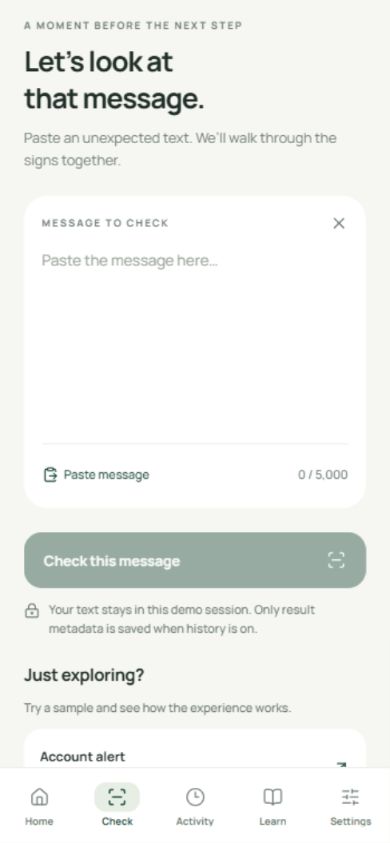 A MOMENT BEFORE THE NEXT STEP
Let's look at
that message.
Paste an unexpected text. We'll walk through the
signs together.
MESSAGE TO CHECK
Paste the message here...
Paste message
0 / 5,000
Check this message
Your text stays in this demo session. Only result
metadata is saved when history is on.
Just exploring?
Try a sample and see how the experience works.
Account alert
Home
Check
Activity
Learn
Settings